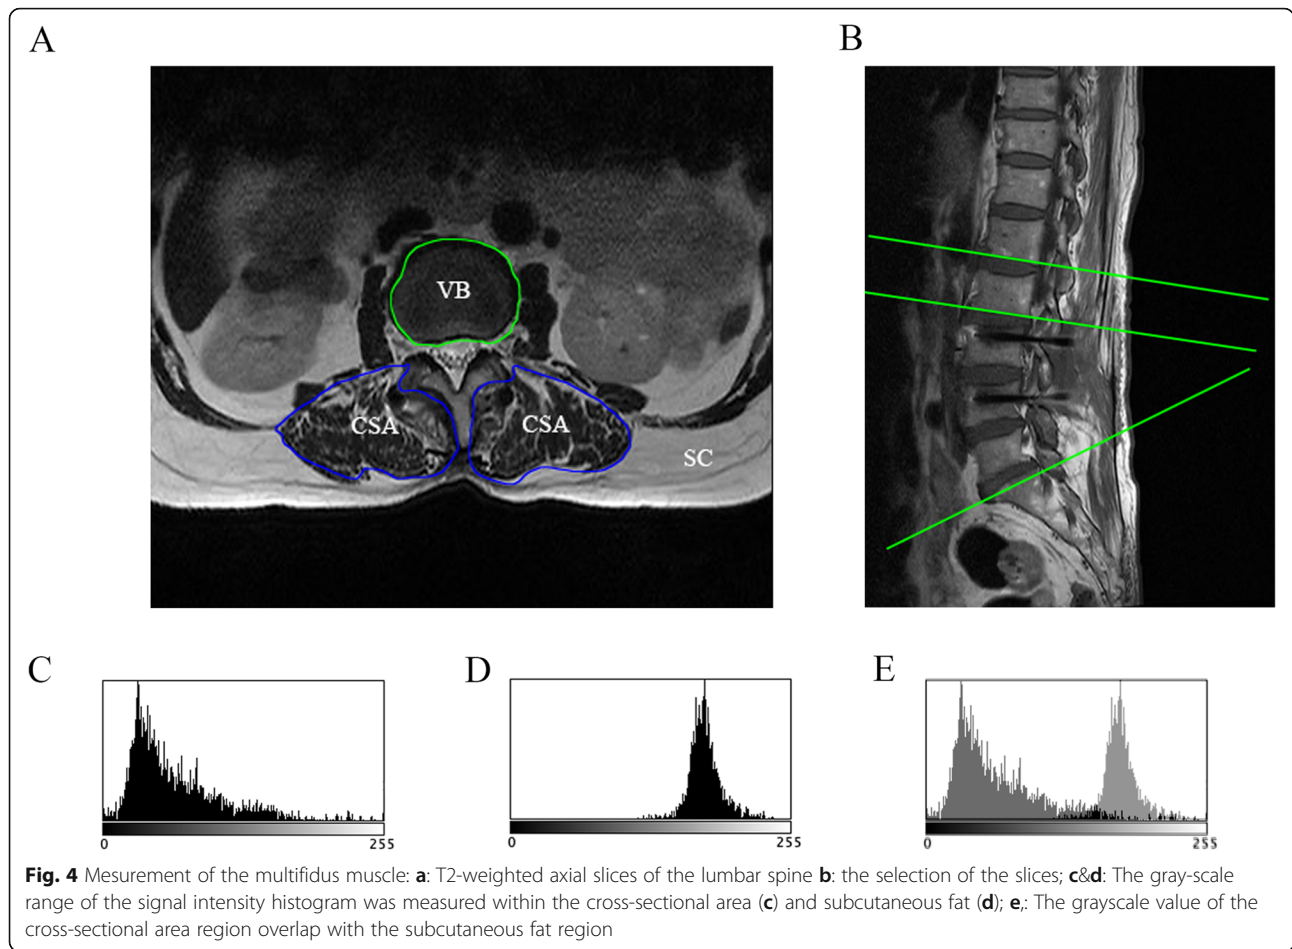 A
B
VB
CSA
CSA
SC
C
D
E
0
255
0
255
0
255
Fig. 4 Mesurement of the multifidus muscle: a: T2-weighted axial slices of the lumbar spine b: the selection of the slices; c&d: The gray-scale
range of the signal intensity histogram was measured within the cross-sectional area (c) and subcutaneous fat (d); e,: The grayscale value of the
cross-sectional area region overlap with the subcutaneous fat region